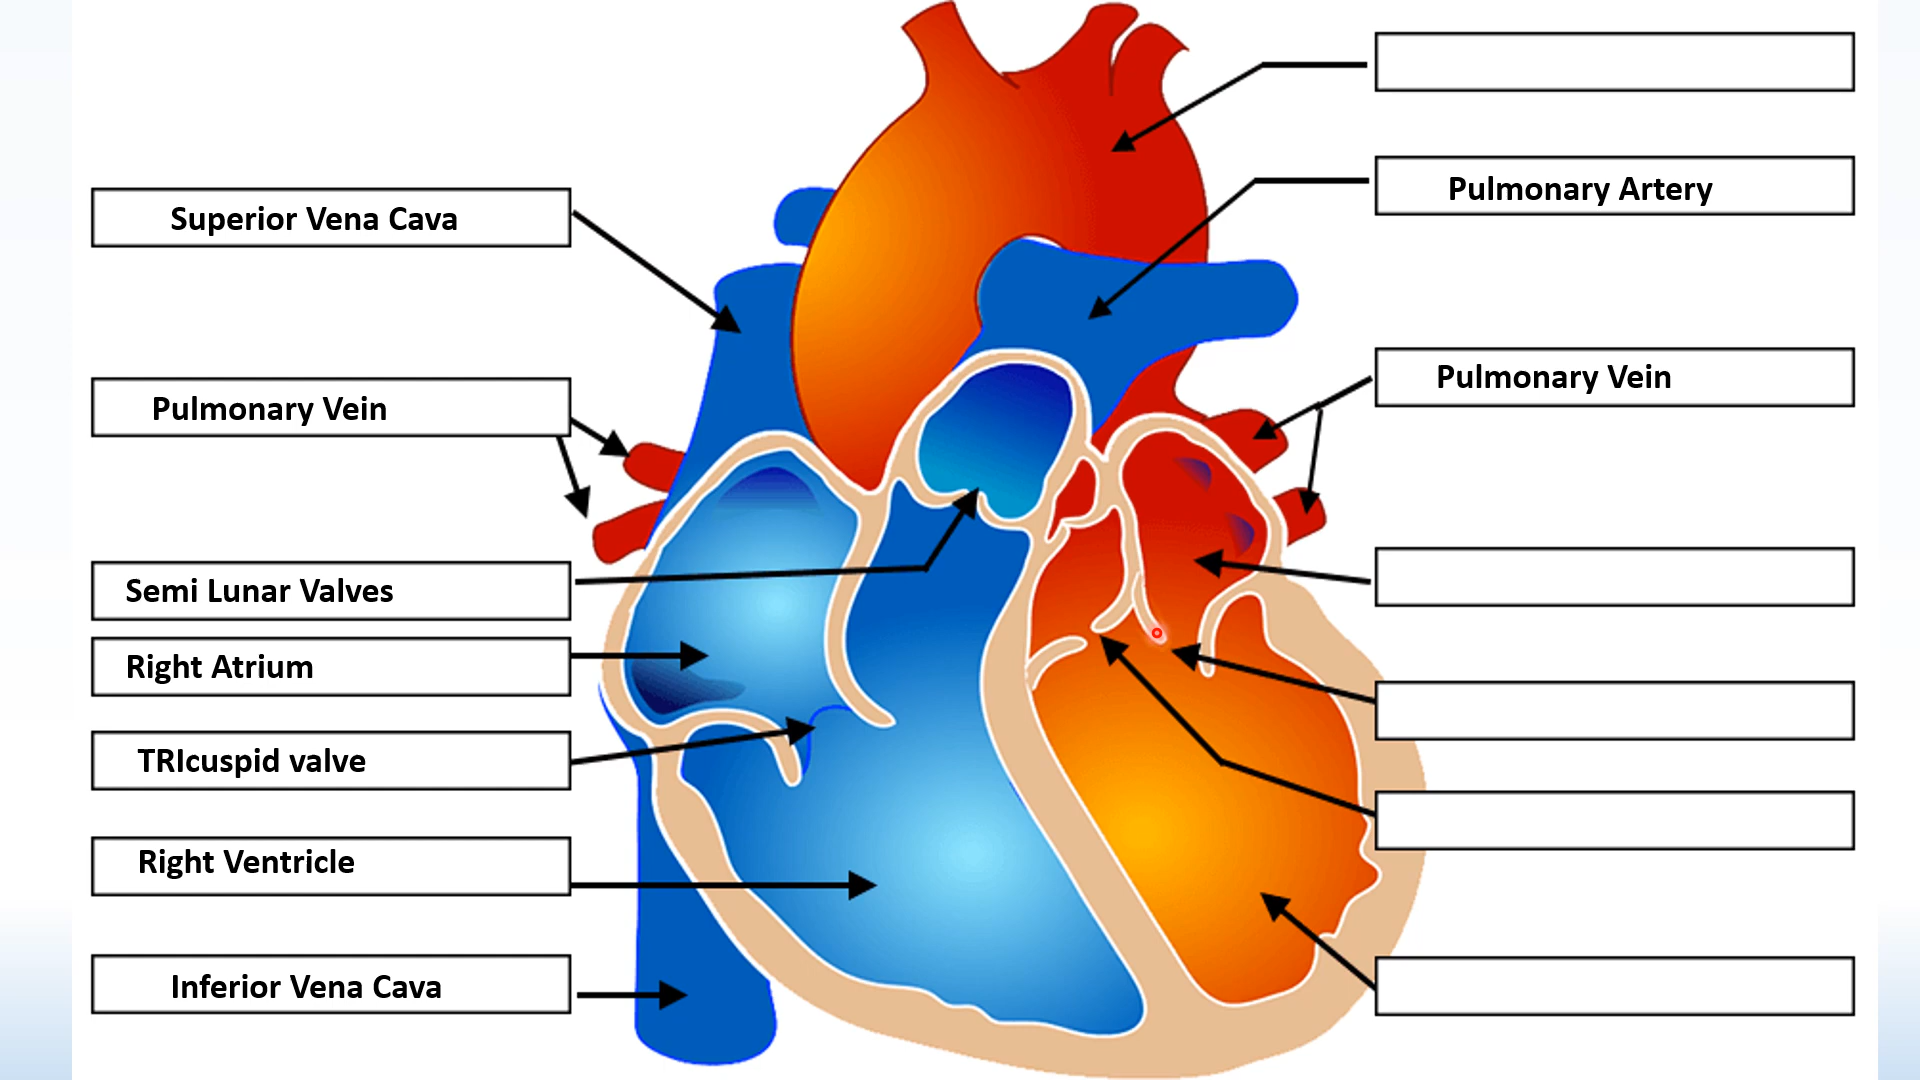 Superior Vena Cava
Pulmonary Vein
Semi Lunar Valves
Right Atrium
TRIcuspid valve
Right Ventricle
Inferior Vena Cava
Pulmonary Artery
Pulmonary Vein